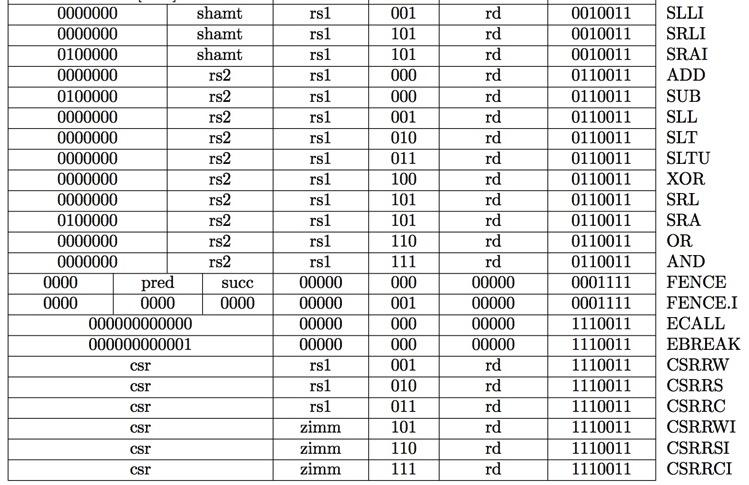 0000000 shamt rs1 001 rd 0010011 SLLI
0000000 shamt rs1 101 rd 0010011 SRLI
0100000 shamt rs1 101 rd 0010011 SRAI
0000000 rs2 rs1 000 rd 0110011 ADD
0100000 rs2 rs1 000 rd 0110011 SUB
0000000 rs2 rs1 001 rd 0110011 SLL
0000000 rs2 rs1 010 rd 0110011 SLT
0000000 rs2 rs1 011 rd 0110011 SLTU
0000000 rs2 rs1 100 rd 0110011 XOR
0000000 rs2 rs1 101 rd 0110011 SRL
0100000 rs2 rs1 101 rd 0110011 SRA
0000000 rs2 rs1 110 rd 0110011 OR
0000000 rs2 rs1 111 rd 0110011 AND
0000 pred succ 00000 000 00000 0001111 FENCE
0000 0000 0000 00000 001 00000 0001111 FENCE.I
000000000000 00000 000 00000 1110011 ECALL
000000000001 00000 000 00000 1110011 EBREAK
csr rs1 001 rd 1110011 CSRRW
csr rs1 010 rd 1110011 CSRRS
csr rs1 011 rd 1110011 CSRRC
csr zimm 101 rd 1110011 CSRRWI
csr zimm 110 rd 1110011 CSRRSI
csr zimm 111 rd 1110011 CSRRCI